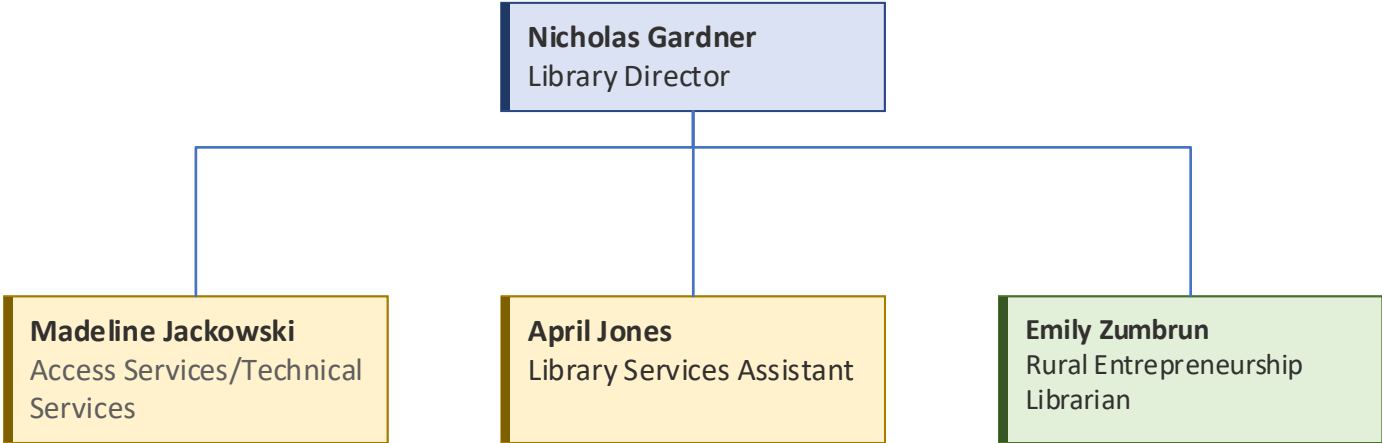 Nicholas Gardner
Library Director
Madeline Jackowski
Access Services/Technical
Services
April Jones
Library Services Assistant
Emily Zumbrun
Rural Entrepreneurship
Librarian